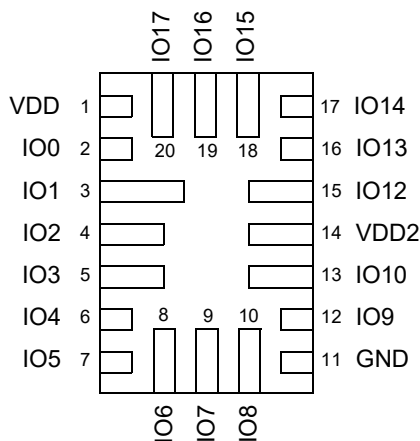 IO17 IO16 IO15
VDD 1 17 IO14
IO0 2 20 19 18 16 IO13
IO1 3 15 IO12
IO2 4 14 VDD2
IO3 5 13 IO10
IO4 6 8 9 10 12 IO9
IO5 7 11 GND
IO6 IO7 IO8